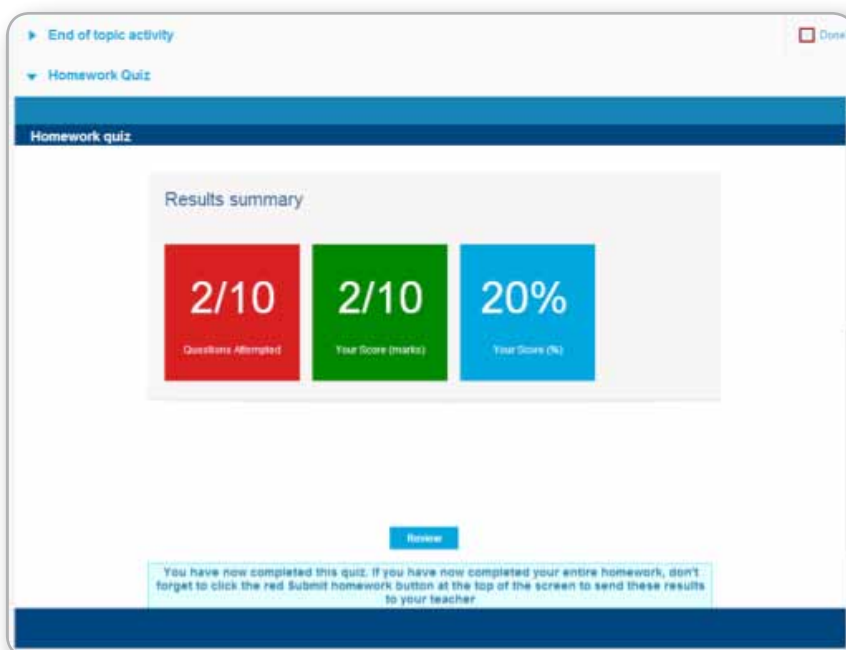 End of topic activity
Done
Homework Quiz
Homework quiz
Results summary
2/10
Questions Attempted
2/10
Your Score (marks)
20%
Your Score (%)
Review
You have now completed this quiz. If you have now completed your entire homework, don't
forget to click the red Submit homework button at the top of the screen to send these results
to your teacher